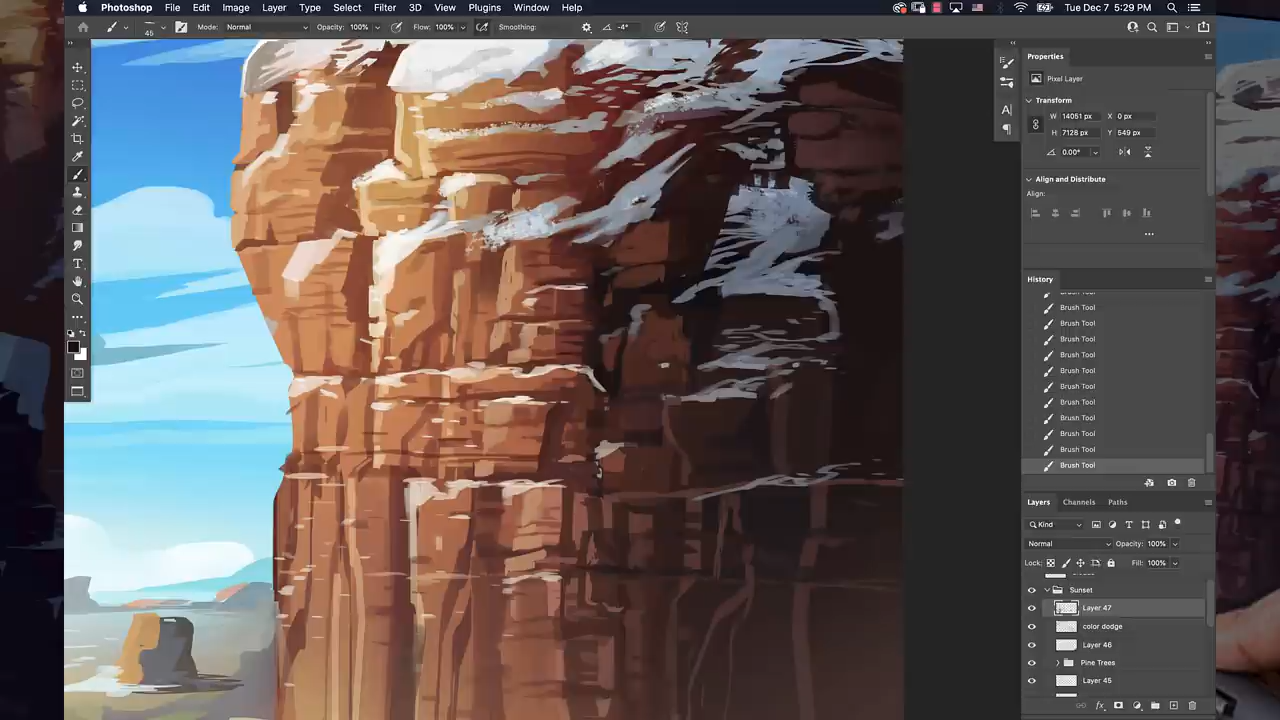 Photoshop File Edit Image Layer Type Select Filter 3D View Plugins Window Help Tue Dec 7 5:29 PM
45 Mode: Normal Opacity: 100% Flow: 100% Smoothing: -4°
Properties
Pixel Layer
Transform
W 14051 px X 0 px
H 7128 px Y 549 px
0.00°
Align and Distribute
Align:
History
Brush Tool
Brush Tool
Brush Tool
Brush Tool
Brush Tool
Brush Tool
Brush Tool
Brush Tool
Brush Tool
Brush Tool
Brush Tool
Layers Channels Paths
Kind
Normal Opacity: 100%
Lock: Fill: 100%
Sunset
Layer 47
color dodge
Layer 46
Pine Trees
Layer 45